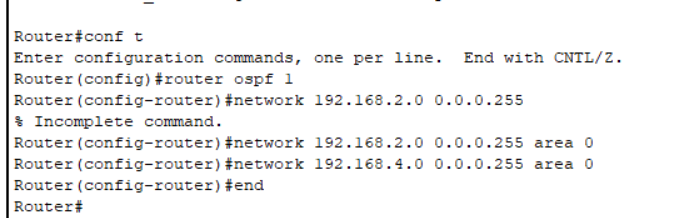 Router#conf t
Enter configuration commands, one per line.  End with CNTL/Z.
Router(config)#router ospf 1
Router(config-router)#network 192.168.2.0 0.0.0.255
% Incomplete command.
Router(config-router)#network 192.168.2.0 0.0.0.255 area 0
Router(config-router)#network 192.168.4.0 0.0.0.255 area 0
Router(config-router)#end
Router#